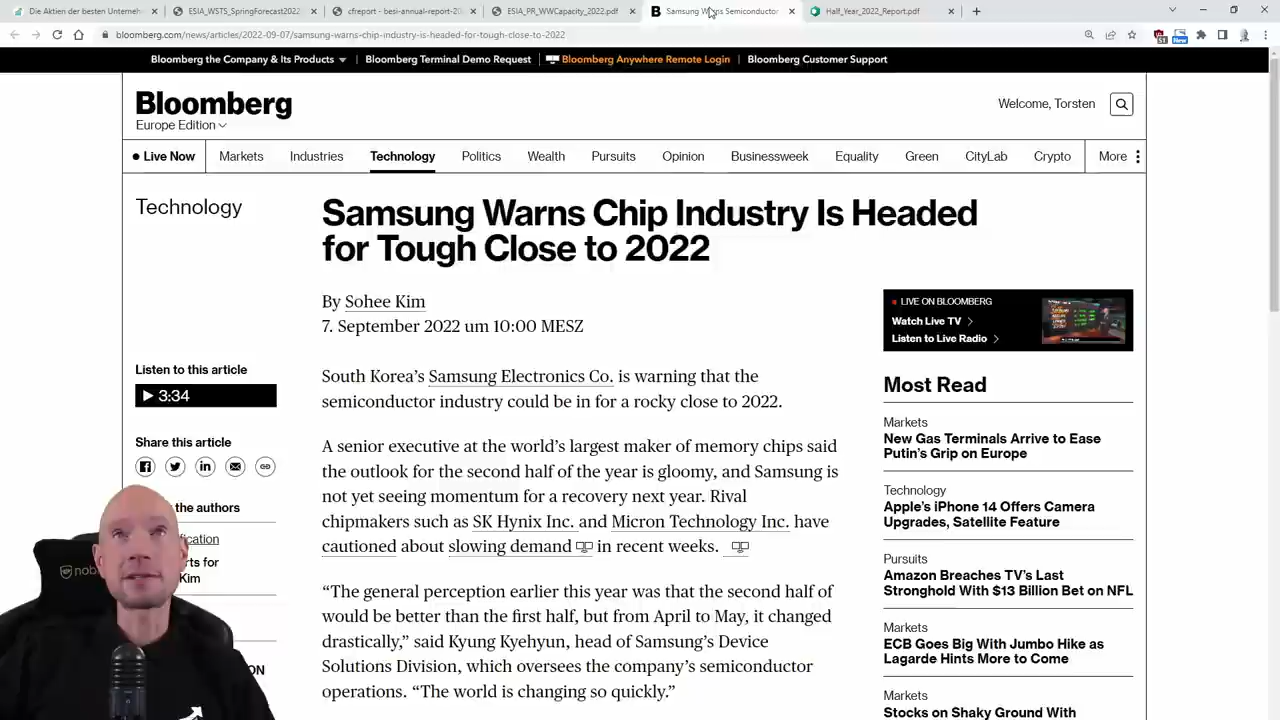 Die Aktien der besten Unterneh
ESIA_WSTS_SpringForecast2022
cfreport - besi-annual-report-20
ESIA_PR_WWCapacity_2022.pdf
Samsung Warns Semiconductor
Half_Year_2022_Report.pdf
bloomberg.com/news/articles/2022-09-07/samsung-warns-chip-industry-is-headed-for-tough-close-to-2022
Bloomberg the Company & Its Products
Bloomberg Terminal Demo Request
Bloomberg Anywhere Remote Login
Bloomberg Customer Support
Bloomberg
Europe Edition
Welcome, Torsten
Live Now
Markets
Industries
Technology
Politics
Wealth
Pursuits
Opinion
Businessweek
Equality
Green
CityLab
Crypto
More
Technology
Samsung Warns Chip Industry Is Headed
for Tough Close to 2022
By Sohee Kim
7. September 2022 um 10:00 MESZ
Listen to this article
3:34
Share this article
the authors
fication
rts for
Kim
ON
nob
South Korea's Samsung Electronics Co. is warning that the
semiconductor industry could be in for a rocky close to 2022.
A senior executive at the world's largest maker of memory chips said
the outlook for the second half of the year is gloomy, and Samsung is
not yet seeing momentum for a recovery next year. Rival
chipmakers such as SK Hynix Inc. and Micron Technology Inc. have
cautioned about slowing demand in recent weeks.
“The general perception earlier this year was that the second half of
would be better than the first half, but from April to May, it changed
drastically,” said Kyung Kyehyun, head of Samsung's Device
Solutions Division, which oversees the company's semiconductor
operations. “The world is changing so quickly.”
LIVE ON BLOOMBERG
Watch Live TV
Listen to Live Radio
Most Read
Markets
New Gas Terminals Arrive to Ease
Putin's Grip on Europe
Technology
Apple's iPhone 14 Offers Camera
Upgrades, Satellite Feature
Pursuits
Amazon Breaches TV's Last
Stronghold With $13 Billion Bet on NFL
Markets
ECB Goes Big With Jumbo Hike as
Lagarde Hints More to Come
Markets
Stocks on Shaky Ground With